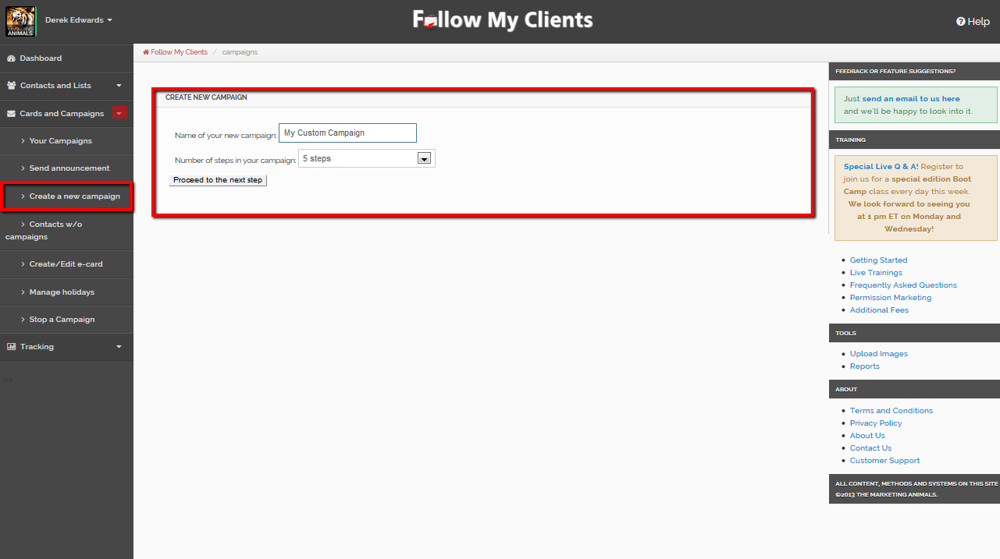 MARKETING
ANIMALS
Derek Edwards
Follow My Clients
Help
Dashboard
Contacts and Lists
Cards and Campaigns
Your Campaigns
Send announcement
Create a new campaign
Contacts w/o
campaigns
Create/Edit e-card
Manage holidays
Stop a Campaign
Tracking
123
Follow My Clients / campaigns
CREATE NEW CAMPAIGN
Name of your new campaign: My Custom Campaign
Number of steps in your campaign: 5 steps
Proceed to the next step
FEEDBACK OR FEATURE SUGGESTIONS?
Just send an email to us here
and we'll be happy to look into it.
TRAINING
Special Live Q & A! Register to
join us for a special edition Boot
Camp class every day this week.
We look forward to seeing you
at 1 pm ET on Monday and
Wednesday!
Getting Started
Live Trainings
Frequently Asked Questions
Permission Marketing
Additional Fees
TOOLS
Upload Images
Reports
ABOUT
Terms and Conditions
Privacy Policy
About Us
Contact Us
Customer Support
ALL CONTENT, METHODS AND SYSTEMS ON THIS SITE
©2013 THE MARKETING ANIMALS.